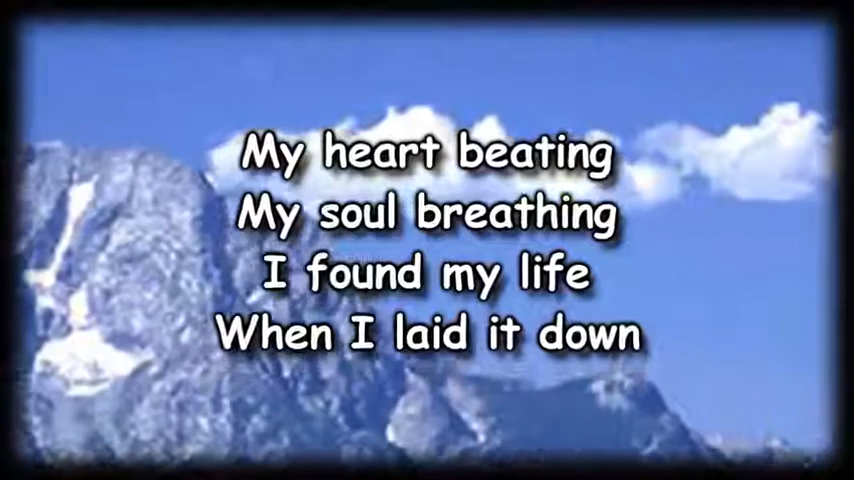 My heart beating
My soul breathing
I found my life
When I laid it down